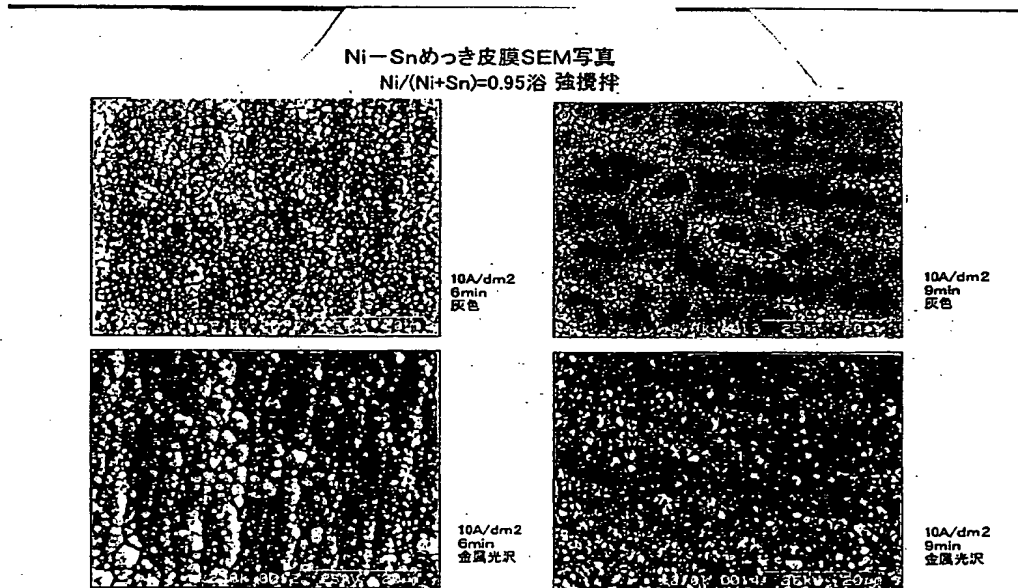 Ni－Snめっき皮膜SEM写真
Ni/(Ni+Sn)=0.95浴 強攪拌
10A/dm2
6min
灰色
10A/dm2
9min
灰色
10A/dm2
6min
金属光沢
10A/dm2
9min
金属光沢